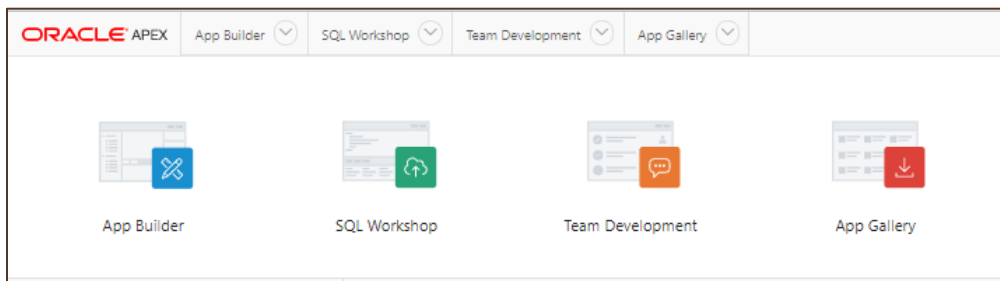 ORACLE APEX App Builder SQL Workshop Team Development App Gallery
App Builder SQL Workshop Team Development App Gallery